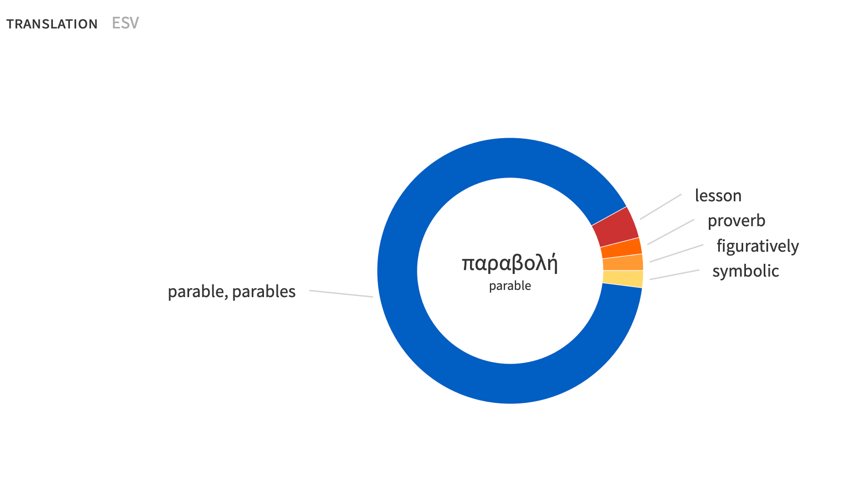 TRANSLATION ESV
lesson
proverb
figuratively
symbolic
παραβολή
parable
parable, parables